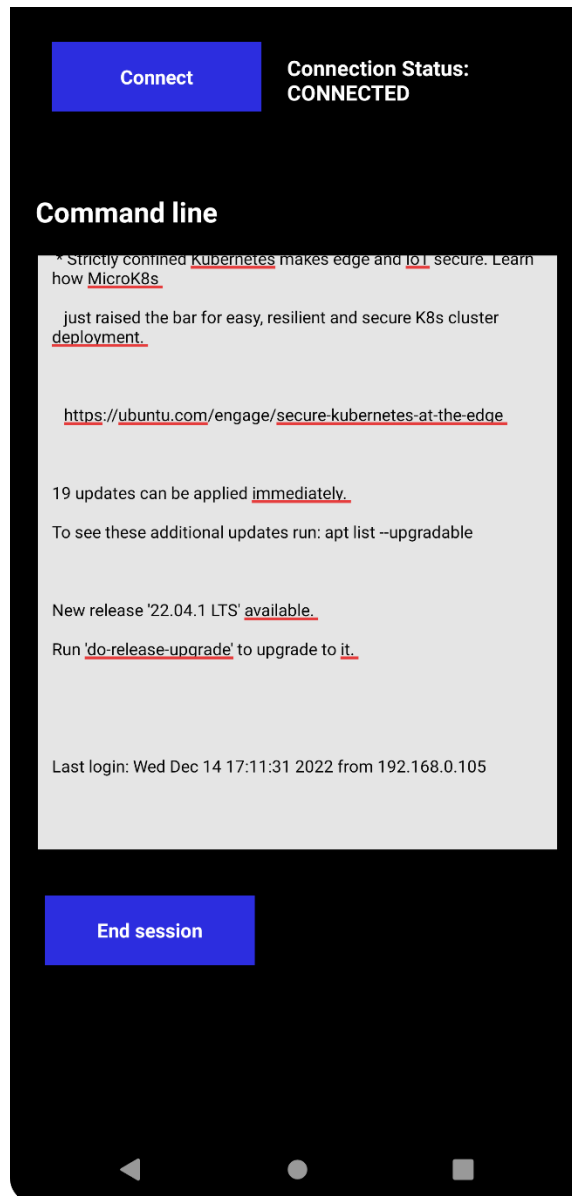 Connect
Connection Status:
CONNECTED
Command line
* Strictly confined Kubernetes makes edge and IoT secure. Learn
how MicroK8s
just raised the bar for easy, resilient and secure K8s cluster
deployment.
https://ubuntu.com/engage/secure-kubernetes-at-the-edge
19 updates can be applied immediately.
To see these additional updates run: apt list --upgradable
New release '22.04.1 LTS' available.
Run 'do-release-upgrade' to upgrade to it.
Last login: Wed Dec 14 17:11:31 2022 from 192.168.0.105
End session